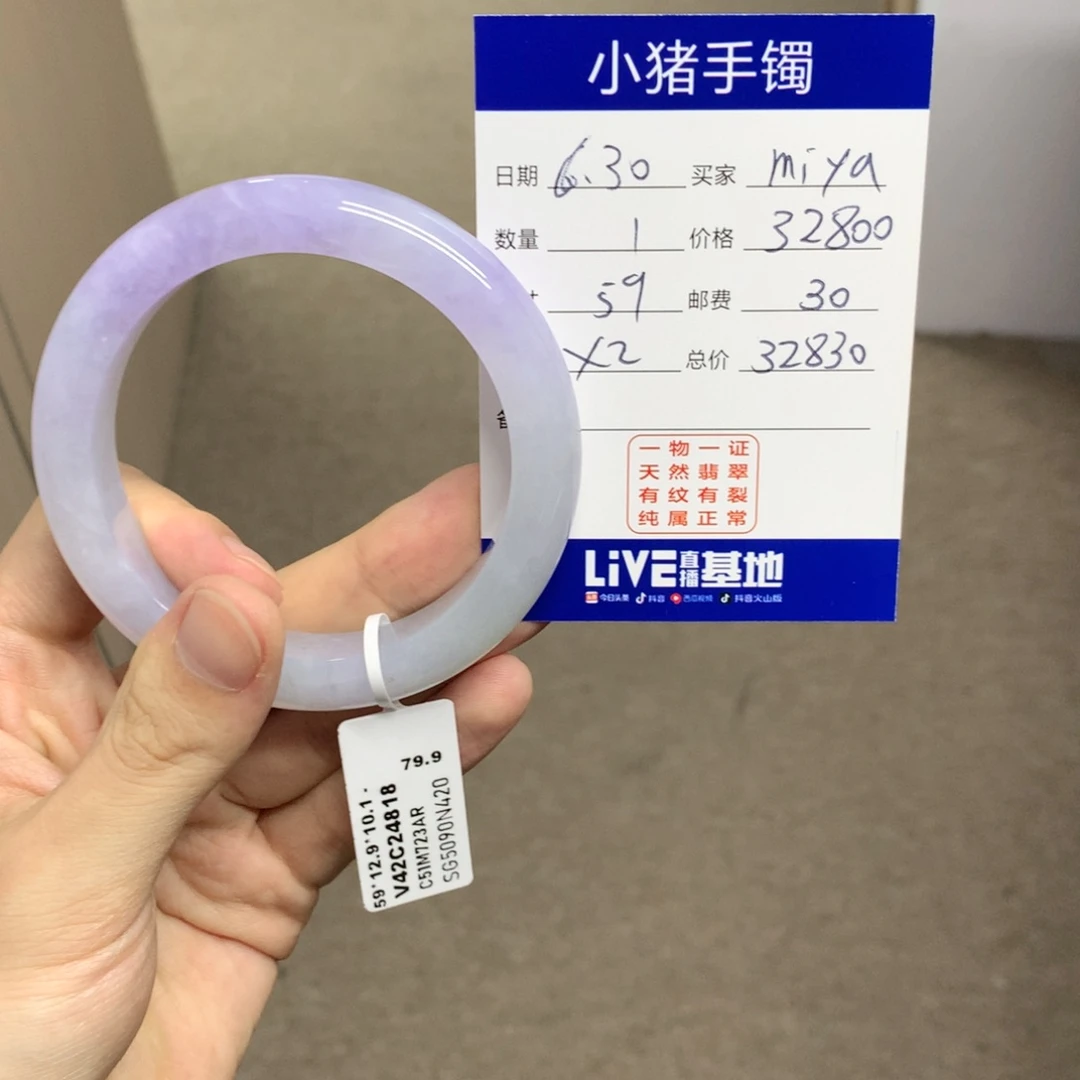 小猪手镯
日期 6.30 买家 miya
数量 1 价格 32800
59 邮费 30
X2 总价 32830
一物一证
天然翡翠
有纹有裂
纯属正常
LiVE直播基地
今日头条 抖音 西瓜视频 抖音火山版
79.9
59*12.9*10.1.
V42C24818
C51M723AR
SG5090N420